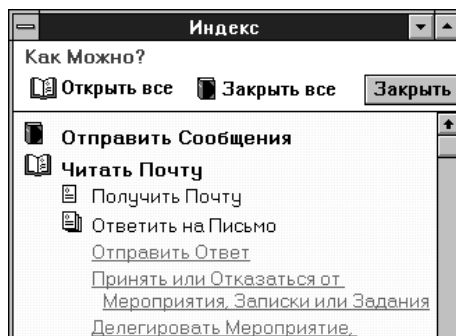 Индекс
Как Можно?
Открыть все Закрыть все Закрыть
Отправить Сообщения
Читать Почту
Получить Почту
Ответить на Письмо
Отправить Ответ
Принять или Отказаться от
Мероприятия, Записки или Задания
Делегировать Мероприятие,